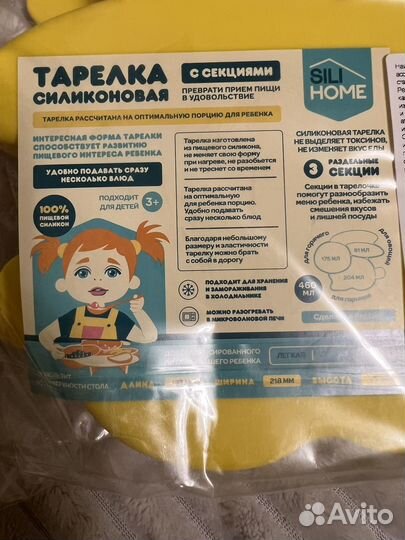 ТАРЕЛКА
СИЛИКОНОВАЯ
С СЕКЦИЯМИ
ПРЕВРАТИ ПРИЕМ ПИЩИ
В УДОВОЛЬСТВИЕ
SILI
HOME
ТАРЕЛКА РАССЧИТАНА НА ОПТИМАЛЬНУЮ ПОРЦИЮ ДЛЯ РЕБЕНКА
ИНТЕРЕСНАЯ ФОРМА ТАРЕЛКИ
СПОСОБСТВУЕТ РАЗВИТИЮ
ПИЩЕВОГО ИНТЕРЕСА РЕБЕНКА
УДОБНО ПОДАВАТЬ СРАЗУ
НЕСКОЛЬКО БЛЮД
100%
ПИЩЕВОЙ
СИЛИКОН
ПОДХОДИТ
ДЛЯ ДЕТЕЙ
3+
Тарелка изготовлена
из пищевого силикона,
не меняет свою форму
при нагреве, не разобьется
и не треснет со временем
Тарелка рассчитана
на оптимальную
для ребенка порцию.
Удобно подавать
сразу несколько блюд
Благодаря небольшому
размеру и эластичности
тарелку можно брать
с собой в дорогу
СИЛИКОНОВАЯ ТАРЕЛКА
НЕ ВЫДЕЛЯЕТ ТОКСИНОВ,
НЕ ИЗМЕНЯЕТ ВКУС
3 РАЗДЕЛЬНЫЕ
СЕКЦИИ
Секции в тарелочке
помогут разнообразить
меню ребенка, избежать
смешения вкусов
и лишней посуды
для горячего
175 МЛ
81 МЛ
204 МЛ
для гарнира
460
МЛ
ПОДХОДИТ ДЛЯ ХРАНЕНИЯ
И ЗАМОРАЖИВАНИЯ
В ХОЛОДИЛЬНИКЕ
МОЖНО РАЗОГРЕВАТЬ
В МИКРОВОЛНОВОЙ ПЕЧИ
ЛЕГКАЯ
ДЛИНА
ШИРИНА
218 ММ
ВЫСОТА
Avito